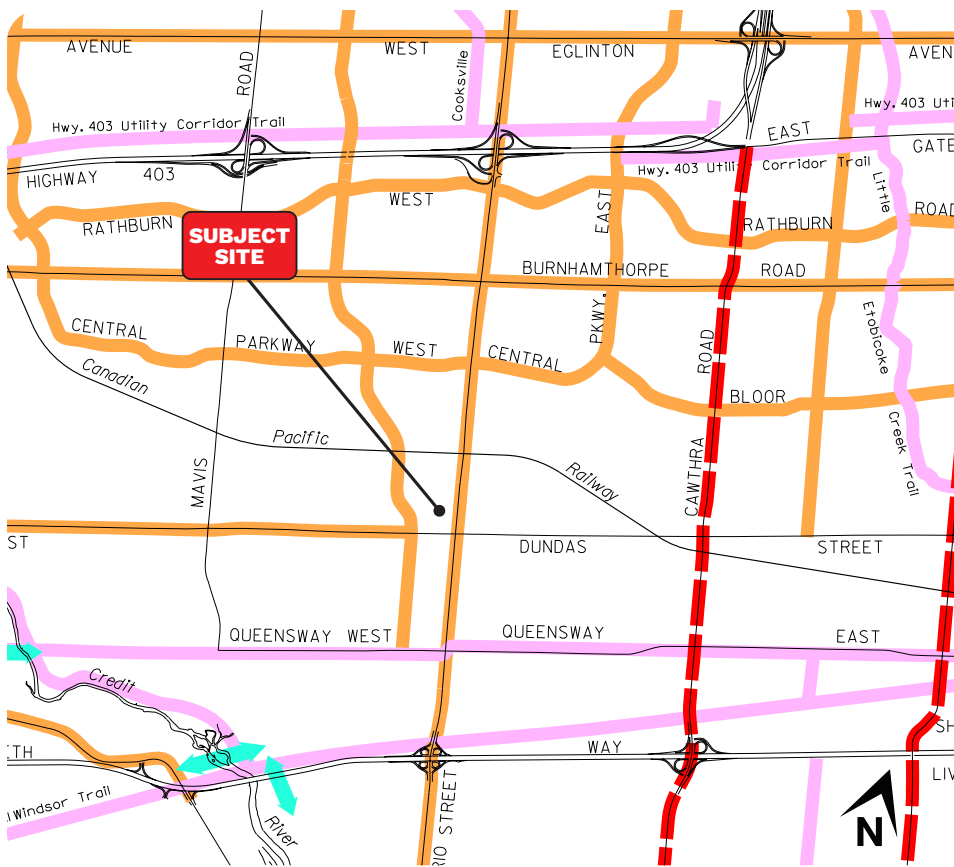 AVENUE
WEST
EGLINTON
AVEN
ROAD
Cooksville
Hwy. 403 Utility Corridor Trail
Hwy. 403 Uti
EAST
GATE
HIGHWAY 403
Hwy. 403 Utility Corridor Trail
Little
WEST
EAST
RATHBURN
RATHBURN
ROAD
SUBJECT
SITE
BURNHAMTHORPE ROAD
PKWY.
Etobicoke
CENTRAL PARKWAY WEST CENTRAL
ROAD
Canadian
BLOOR
Creek Trail
Pacific
Railway
MAVIS
CAWTHRA
ST
DUNDAS
STREET
QUEENSWAY WEST
QUEENSWAY
EAST
Credit
SH
ETH
WAY
LIV
Windsor Trail
River
RIO STREET
N